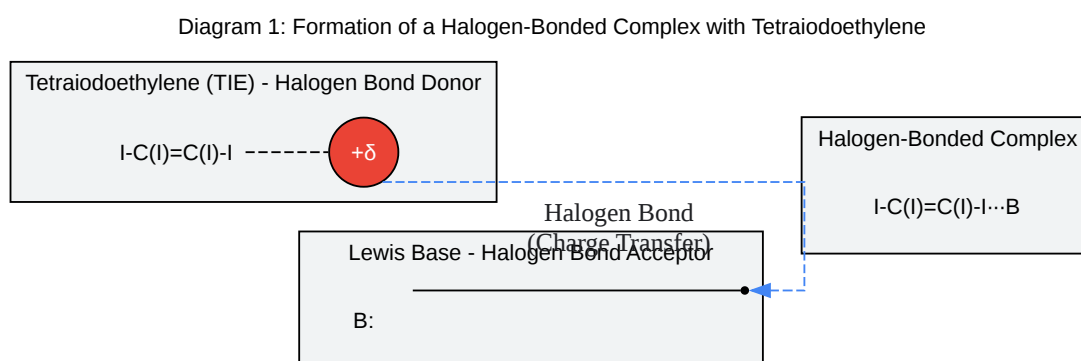 Diagram 1: Formation of a Halogen-Bonded Complex with Tetraiodoethylene
Tetraiodoethylene (TIE) - Halogen Bond Donor
I-C(I)=C(I)-I
+δ
Halogen-Bonded Complex
I-C(I)=C(I)-I···B
Halogen Bond
(Charge Transfer)
Lewis Base - Halogen Bond Acceptor
B: